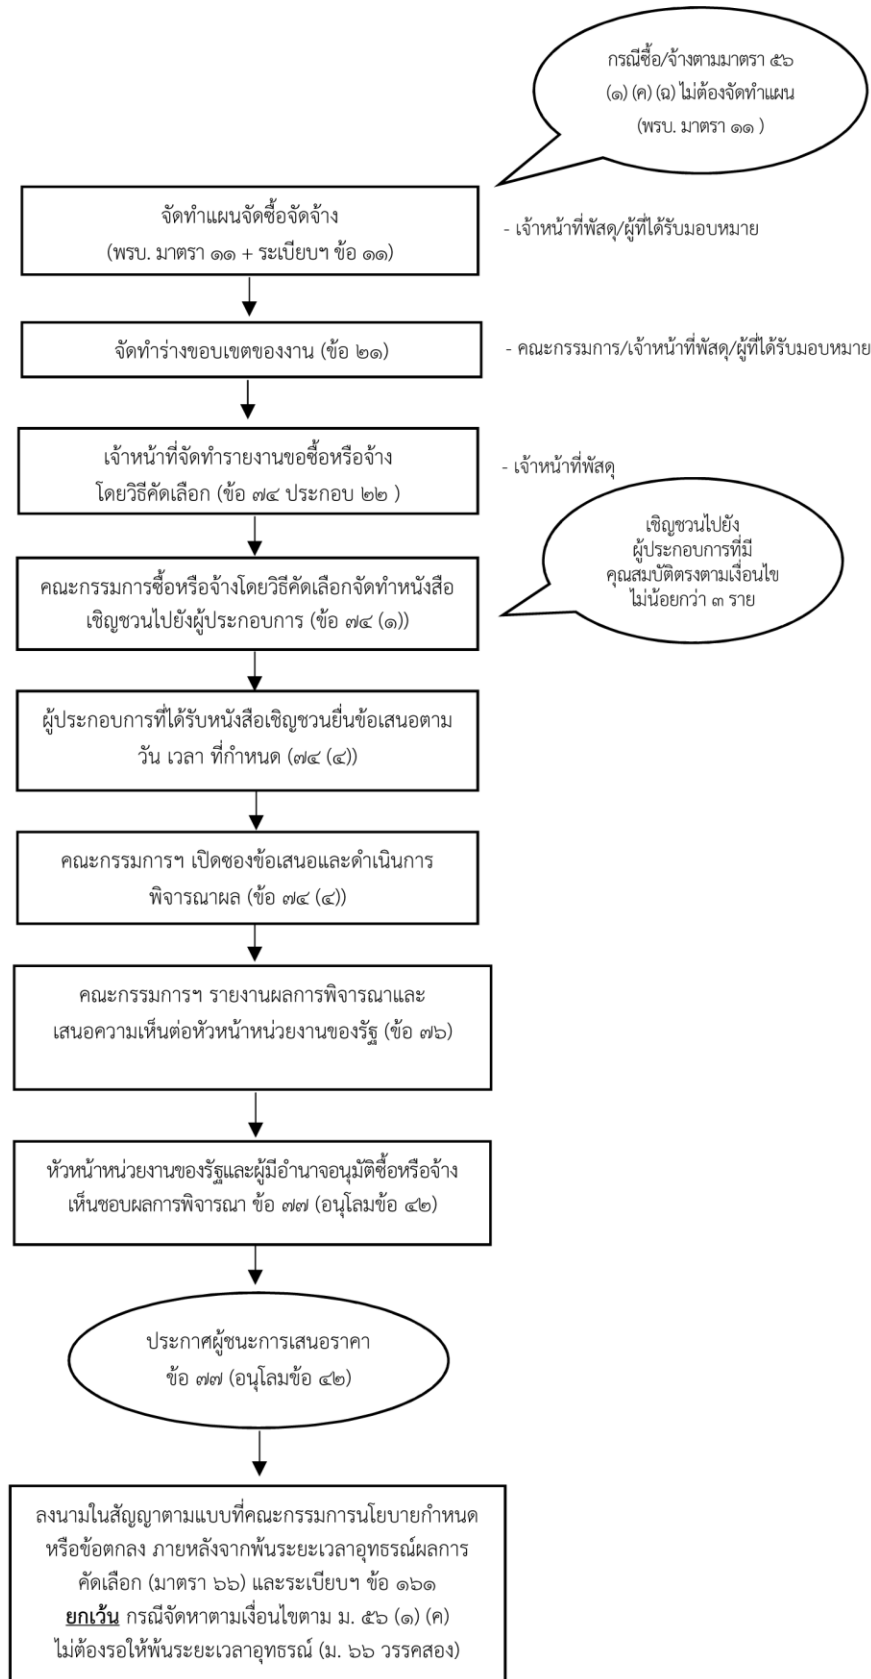 กรณีซื้อ/จ้างตามมาตรา ๕๖
(๑) (ค) (ฉ) ไม่ต้องจัดทำแผน
(พรบ. มาตรา ๑๑ )
จัดทำแผนจัดซื้อจัดจ้าง
(พรบ. มาตรา ๑๑ + ระเบียบฯ ข้อ ๑๑)
- เจ้าหน้าที่พัสดุ/ผู้ที่ได้รับมอบหมาย
จัดทำร่างขอบเขตของงาน (ข้อ ๒๑)
- คณะกรรมการ/เจ้าหน้าที่พัสดุ/ผู้ที่ได้รับมอบหมาย
เจ้าหน้าที่จัดทำรายงานขอซื้อหรือจ้าง
โดยวิธีคัดเลือก (ข้อ ๗๔ ประกอบ ๒๒ )
- เจ้าหน้าที่พัสดุ
เชิญชวนไปยัง
ผู้ประกอบการที่มี
คุณสมบัติตรงตามเงื่อนไข
ไม่น้อยกว่า ๓ ราย
คณะกรรมการซื้อหรือจ้างโดยวิธีคัดเลือกจัดทำหนังสือ
เชิญชวนไปยังผู้ประกอบการ (ข้อ ๗๔ (๑))
ผู้ประกอบการที่ได้รับหนังสือเชิญชวนยื่นข้อเสนอตาม
วัน เวลา ที่กำหนด (๗๔ (๔))
คณะกรรมการฯ เปิดซองข้อเสนอและดำเนินการ
พิจารณาผล (ข้อ ๗๔ (๔))
คณะกรรมการฯ รายงานผลการพิจารณาและ
เสนอความเห็นต่อหัวหน้าหน่วยงานของรัฐ (ข้อ ๗๖)
หัวหน้าหน่วยงานของรัฐและผู้มีอำนาจอนุมัติซื้อหรือจ้าง
เห็นชอบผลการพิจารณา ข้อ ๗๗ (อนุโลมข้อ ๔๒)
ประกาศผู้ชนะการเสนอราคา
ข้อ ๗๗ (อนุโลมข้อ ๔๒)
ลงนามในสัญญาตามแบบที่คณะกรรมการนโยบายกำหนด
หรือข้อตกลง ภายหลังจากพ้นระยะเวลาอุทธรณ์ผลการ
คัดเลือก (มาตรา ๖๖) และระเบียบฯ ข้อ ๑๖๑
ยกเว้น กรณีจัดหาตามเงื่อนไขตาม ม. ๕๖ (๑) (ค)
ไม่ต้องรอให้พ้นระยะเวลาอุทธรณ์ (ม. ๖๖ วรรคสอง)